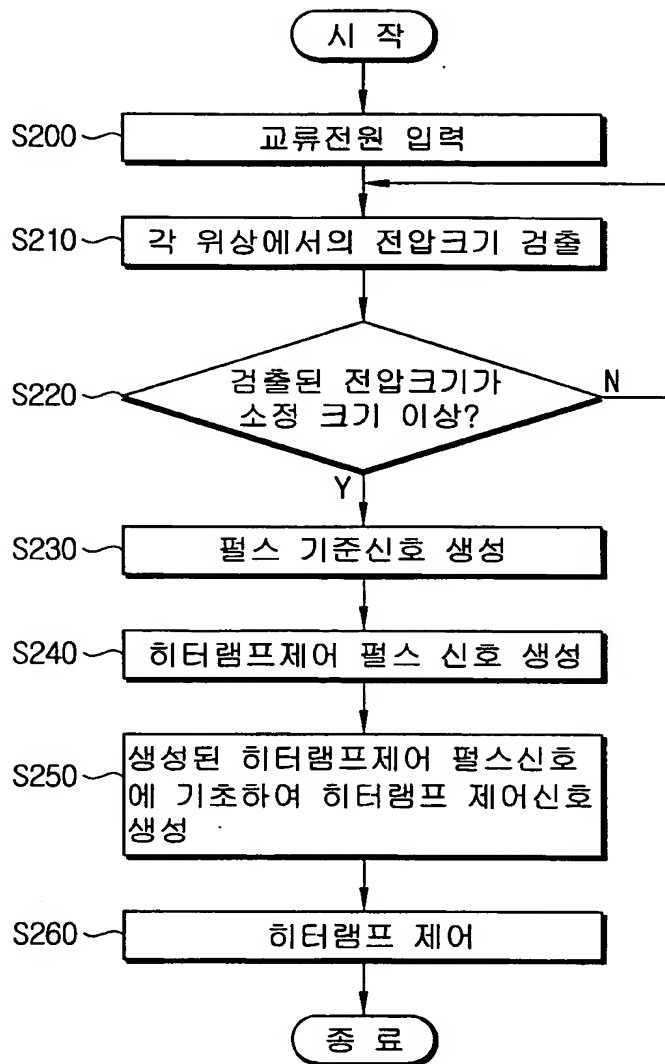 시 작
S200
교류전원 입력
S210
각 위상에서의 전압크기 검출
S220
검출된 전압크기가
소정 크기 이상?
N
Y
S230
펄스 기준신호 생성
S240
히터램프제어 펄스 신호 생성
S250
생성된 히터램프제어 펄스신호
에 기초하여 히터램프 제어신호
생성
S260
히터램프 제어
종 료